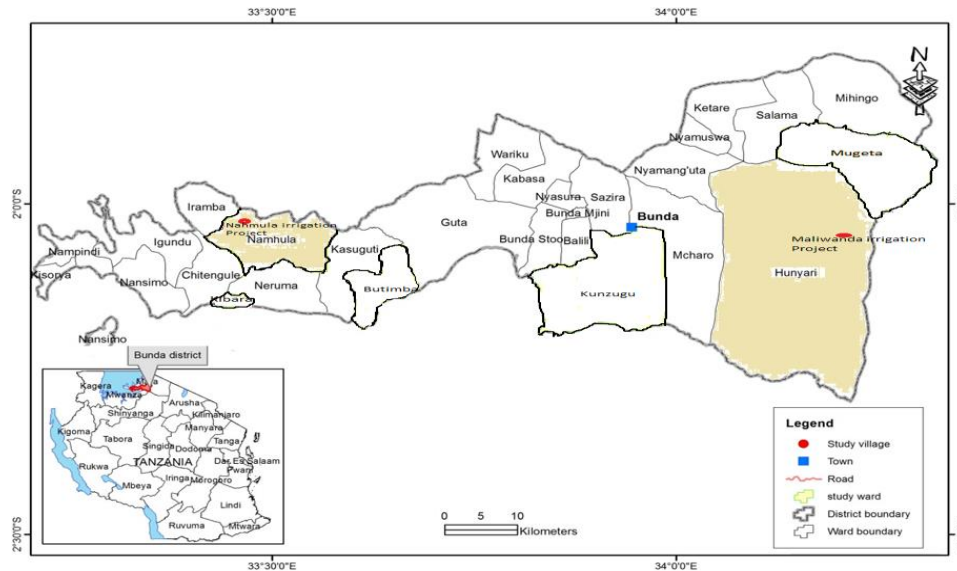 33°30'0"E
34°0'0"E
N
Mihingo
Ketare
Salama
Nyamuswa
Mugeta
Wariku
Kabasa
Nyamang'uta
Nyasura
Sazira
Iramba
2°0'0"S
Guta
Bunda Mjini
Bunda
Nanmula irrigation
Project
Namhula
Kasuguti
Bunda Stoo
Balili
Maliwanda irrigation
Project
Igundu
Nampindi
Mcharo
Hunyari
Kisorya
Chitengule
Nansimo
Neruma
Butimba
Kunzugu
Kibara
Nansimo
Bunda district
Kagera
Mwanza
Arusha
Shinyanga
Kilimanjaro
Kigoma
Manyara
Tabora
Tanga
Singida
Dodoma
TANZANIA
Dar Es Salaam
Pwani
Rukwa
Iringa
Morogoro
Mbeya
Lindi
Ruvuma
Mtwara
Legend
Study village
Town
Road
study ward
District boundary
Ward boundary
0 5 10
Kilometers
2°30'0"S
33°30'0"E
34°0'0"E